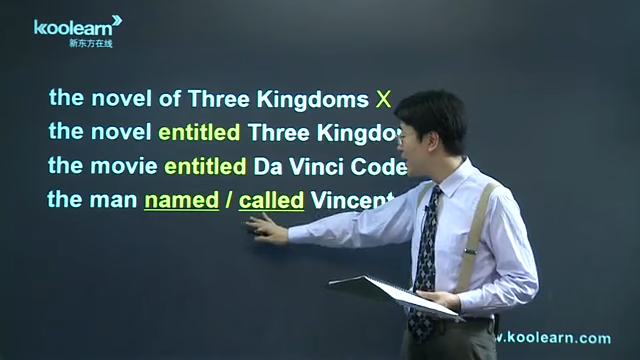 koolearn
新东方在线
the novel of Three Kingdoms X
the novel entitled Three
the movie entitled Da Vinci Code
the man named / called Vincent
.koolearn.com